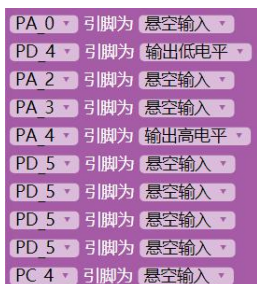 PA_0 引脚为 悬空输入
PD_4 引脚为 输出低电平
PA_2 引脚为 悬空输入
PA_3 引脚为 悬空输入
PA_4 引脚为 输出高电平
PD_5 引脚为 悬空输入
PD_5 引脚为 悬空输入
PD_5 引脚为 悬空输入
PD_5 引脚为 悬空输入
PC_4 引脚为 悬空输入